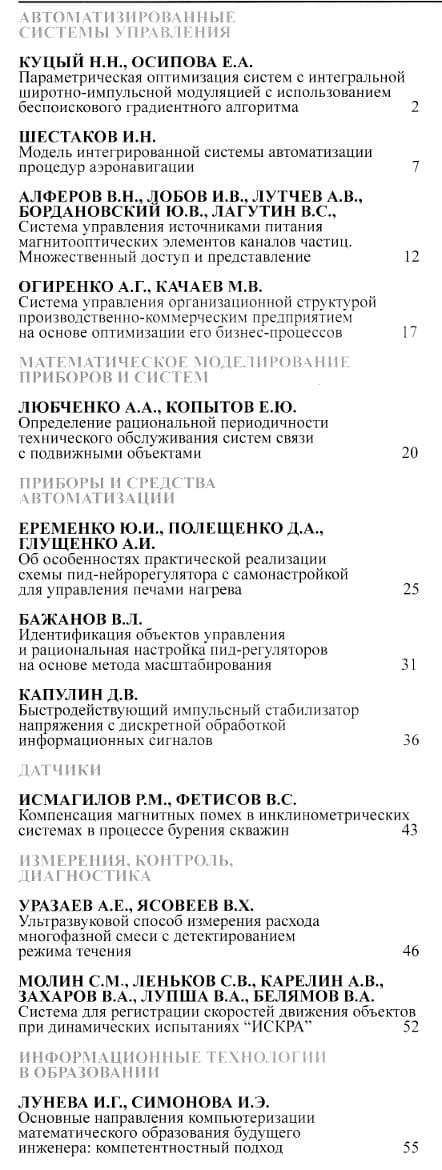 АВТОМАТИЗИРОВАННЫЕ
СИСТЕМЫ УПРАВЛЕНИЯ
КУЦЫЙ Н.Н., ОСИПОВА Е.А.
Параметрическая оптимизация систем с интегральной
широтно-импульсной модуляцией с использованием
беспоискового градиентного алгоритма 2
ШЕСТАКОВ И.Н.
Модель интегрированной системы автоматизации
процедур аэронавигации 7
АЛФЕРОВ В.Н., ЛОБОВ И.В., ЛУТЧЕВ А.В.,
БОРДАНОВСКИЙ Ю.В., ЛАГУТИН В.С.,
Система управления источниками питания
магнитооптических элементов каналов частиц.
Множественный доступ и представление 12
ОГИРЕНКО А.Г., КАЧАЕВ М.В.
Система управления организационной структурой
производственно-коммерческим предприятием
на основе оптимизации его бизнес-процессов 17
МАТЕМАТИЧЕСКОЕ МОДЕЛИРОВАНИЕ
ПРИБОРОВ И СИСТЕМ
ЛЮБЧЕНКО А.А., КОПЫТОВ Е.Ю.
Определение рациональной периодичности
технического обслуживания систем связи
с подвижными объектами 20
ПРИБОРЫ И СРЕДСТВА
АВТОМАТИЗАЦИИ
ЕРЕМЕНКО Ю.И., ПОЛЕЩЕНКО Д.А.,
ГЛУЩЕНКО А.И.
Об особенностях практической реализации
схемы пид-нейрорегулятора с самонастройкой
для управления печами нагрева 25
БАЖАНОВ В.Л.
Идентификация объектов управления
и рациональная настройка пид-регуляторов
на основе метода масштабирования 31
КАПУЛИН Д.В.
Быстродействующий импульсный стабилизатор
напряжения с дискретной обработкой
информационных сигналов 36
ДАТЧИКИ
ИСМАГИЛОВ Р.М., ФЕТИСОВ В.С.
Компенсация магнитных помех в инклинометрических
системах в процессе бурения скважин 43
ИЗМЕРЕНИЯ, КОНТРОЛЬ,
ДИАГНОСТИКА
УРАЗАЕВ А.Е., ЯСОВЕЕВ В.Х.
Ультразвуковой способ измерения расхода
многофазной смеси с детектированием
режима течения 46
МОЛИН С.М., ЛЕНЬКОВ С.В., КАРЕЛИН А.В.,
ЗАХАРОВ В.А., ЛУПША В.А., БЕЛЯМОВ В.А.
Система для регистрации скоростей движения объектов
при динамических испытаниях “ИСКРА” 52
ИНФОРМАЦИОННЫЕ ТЕХНОЛОГИИ
В ОБРАЗОВАНИИ
ЛУНЕВА И.Г., СИМОНОВА И.Э.
Основные направления компьютеризации
математического образования будущего
инженера: компетентностный подход 55